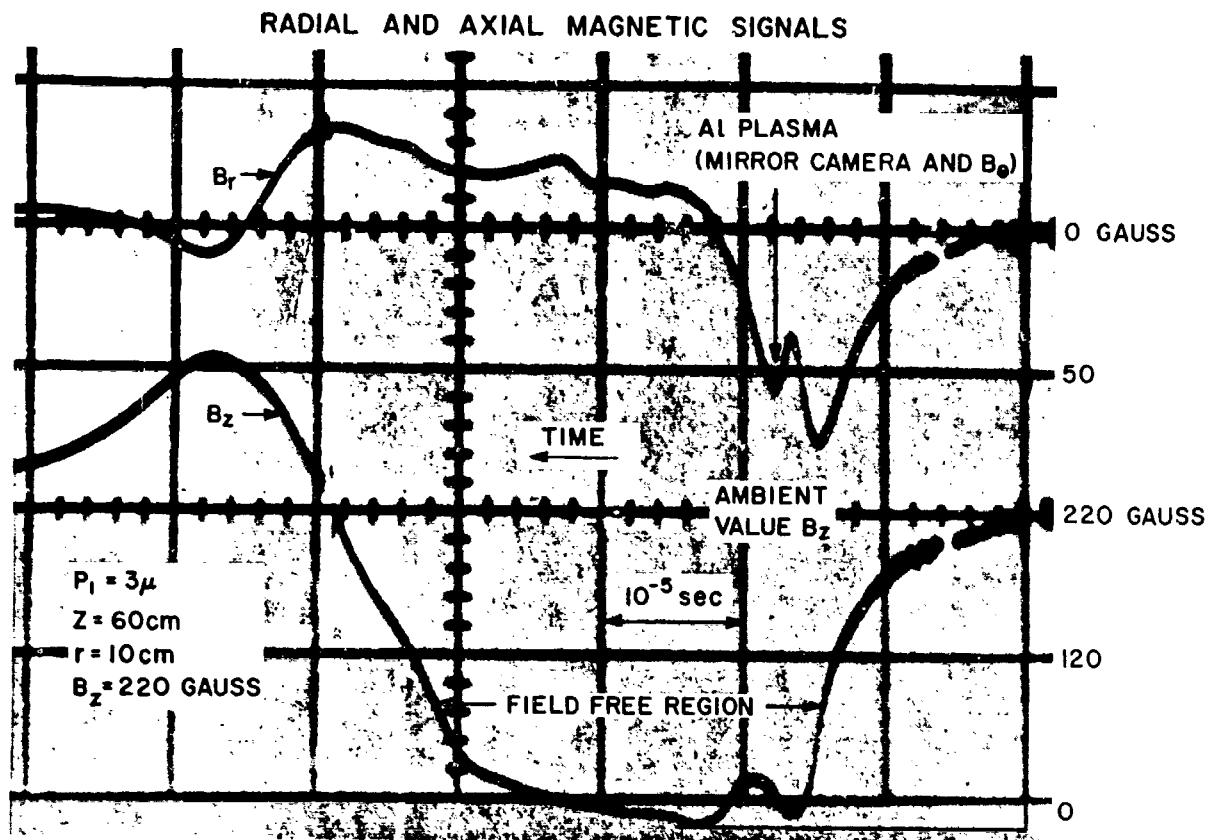 RADIAL AND AXIAL MAGNETIC SIGNALS
Al PLASMA
(MIRROR CAMERA AND Bθ)
Br
0 GAUSS
50
Bz
TIME
AMBIENT
VALUE Bz
220 GAUSS
P1 = 3μ
Z = 60cm
r = 10cm
Bz = 220 GAUSS
10⁻⁵ sec
120
FIELD FREE REGION
0